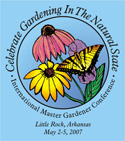 Celebrate Gardening In The Natural State
International Master Gardener Conference
Little Rock, Arkansas
May 2-5, 2007